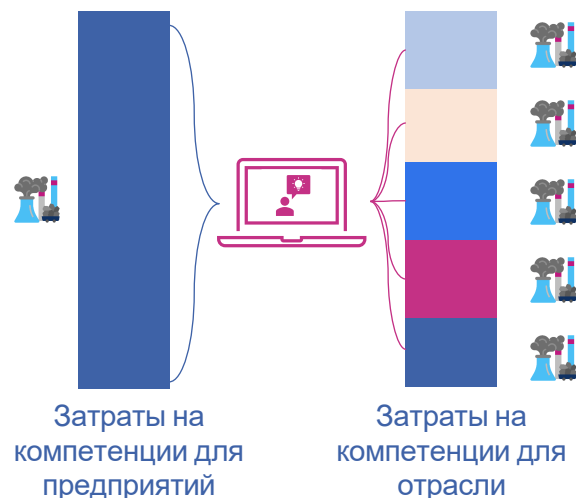 Затраты на
компетенции для
предприятий
Затраты на
компетенции для
отрасли